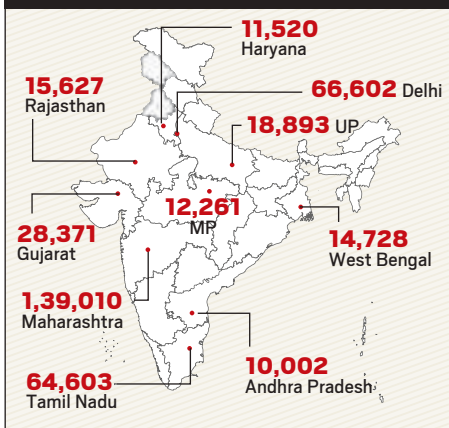 11,520
Haryana
15,627
Rajasthan
66,602 Delhi
18,893 UP
12,261
MP
28,371
Gujarat
14,728
West Bengal
1,39,010
Maharashtra
64,603
Tamil Nadu
10,002
Andhra Pradesh